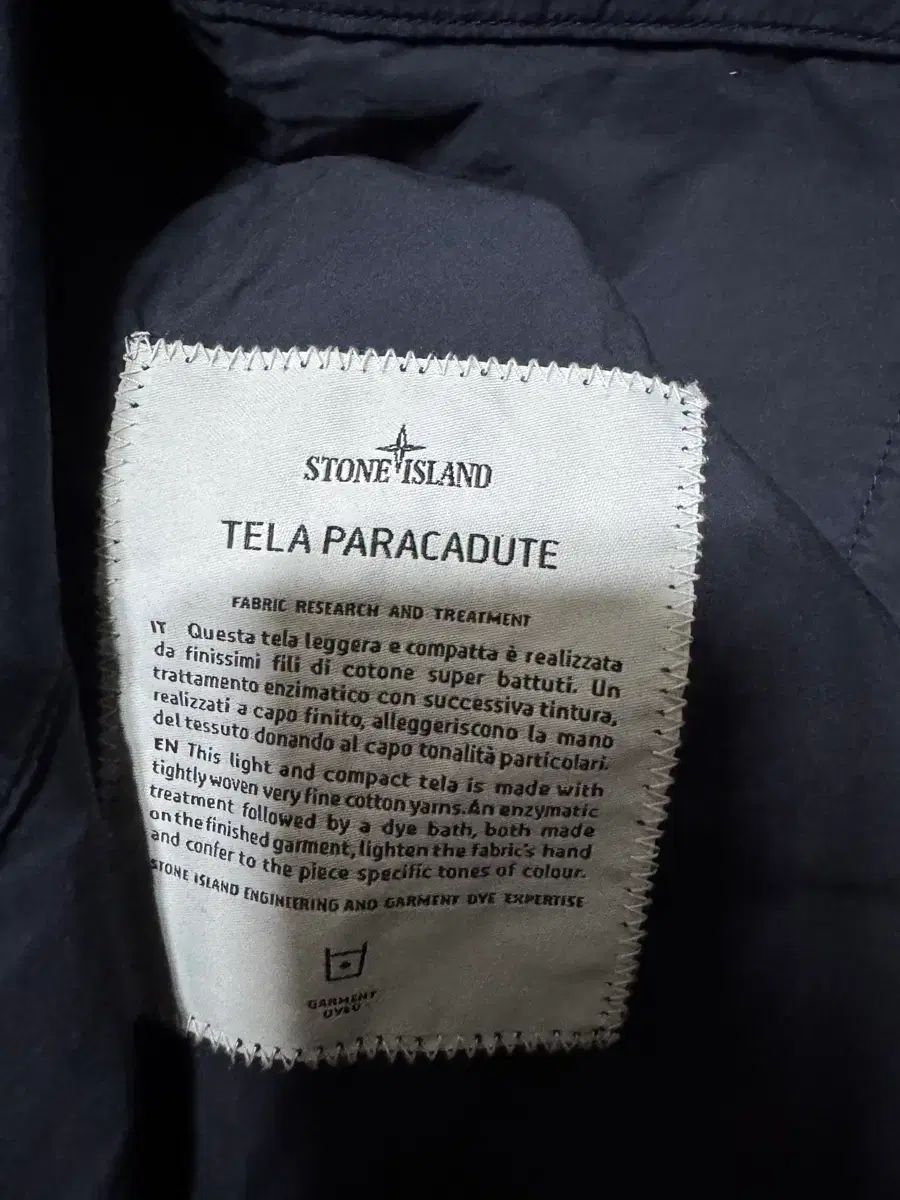 STONE ISLAND
TELA PARACADUTE
FABRIC RESEARCH AND TREATMENT
IT Questa tela leggera e compatta è realizzata
da finissimi fili di cotone super battuti. Un
trattamento enzimatico con successiva tintura,
realizzati a capo finito, alleggeriscono la mano
del tessuto donando al capo tonalità particolari.
EN This light and compact tela is made with
tightly woven very fine cotton yarns. An enzymatic
treatment followed by a dye bath, both made
on the finished garment, lighten the fabric's hand
and confer to the piece specific tones of colour.
STONE ISLAND ENGINEERING AND GARMENT DYE EXPERTISE
GARMENT
DYED